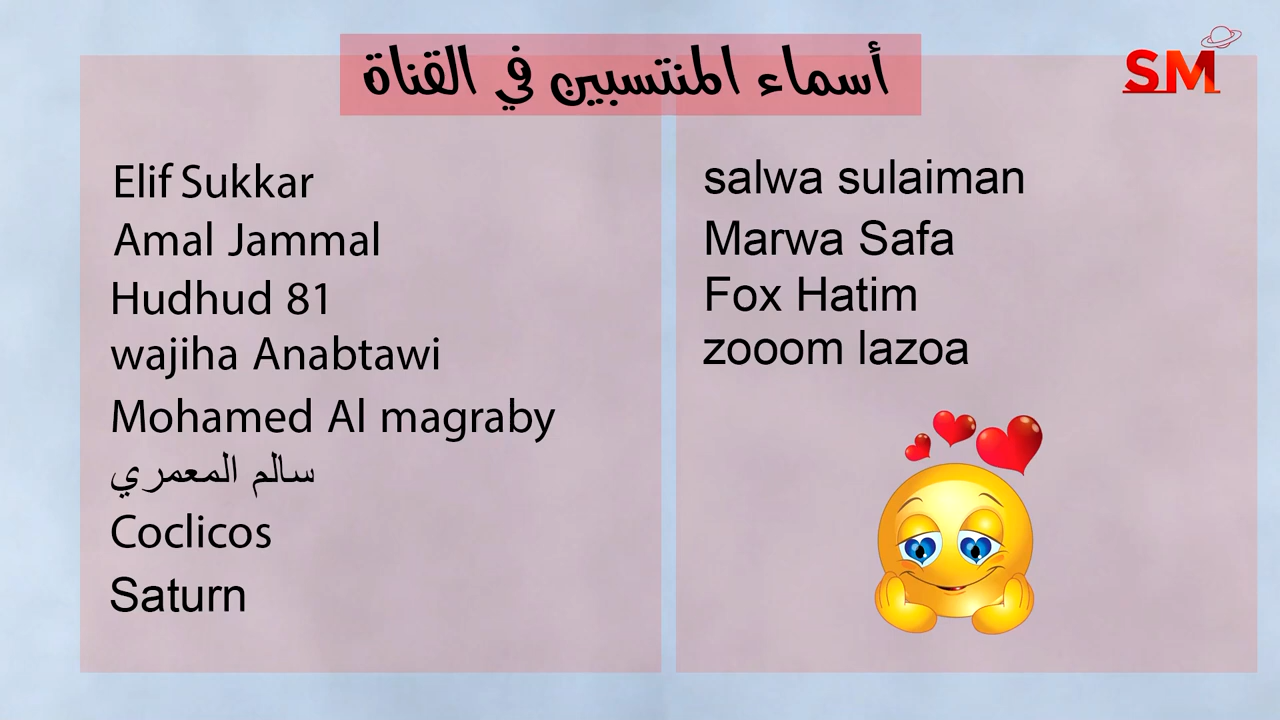 أسماء المنتسبين في القناة
SM
Elif Sukkar
Amal Jammal
Hudhud 81
wajiha Anabtawi
Mohamed Al magraby
سالم المعمري
Coclicos
Saturn
salwa sulaiman
Marwa Safa
Fox Hatim
zooom lazoa